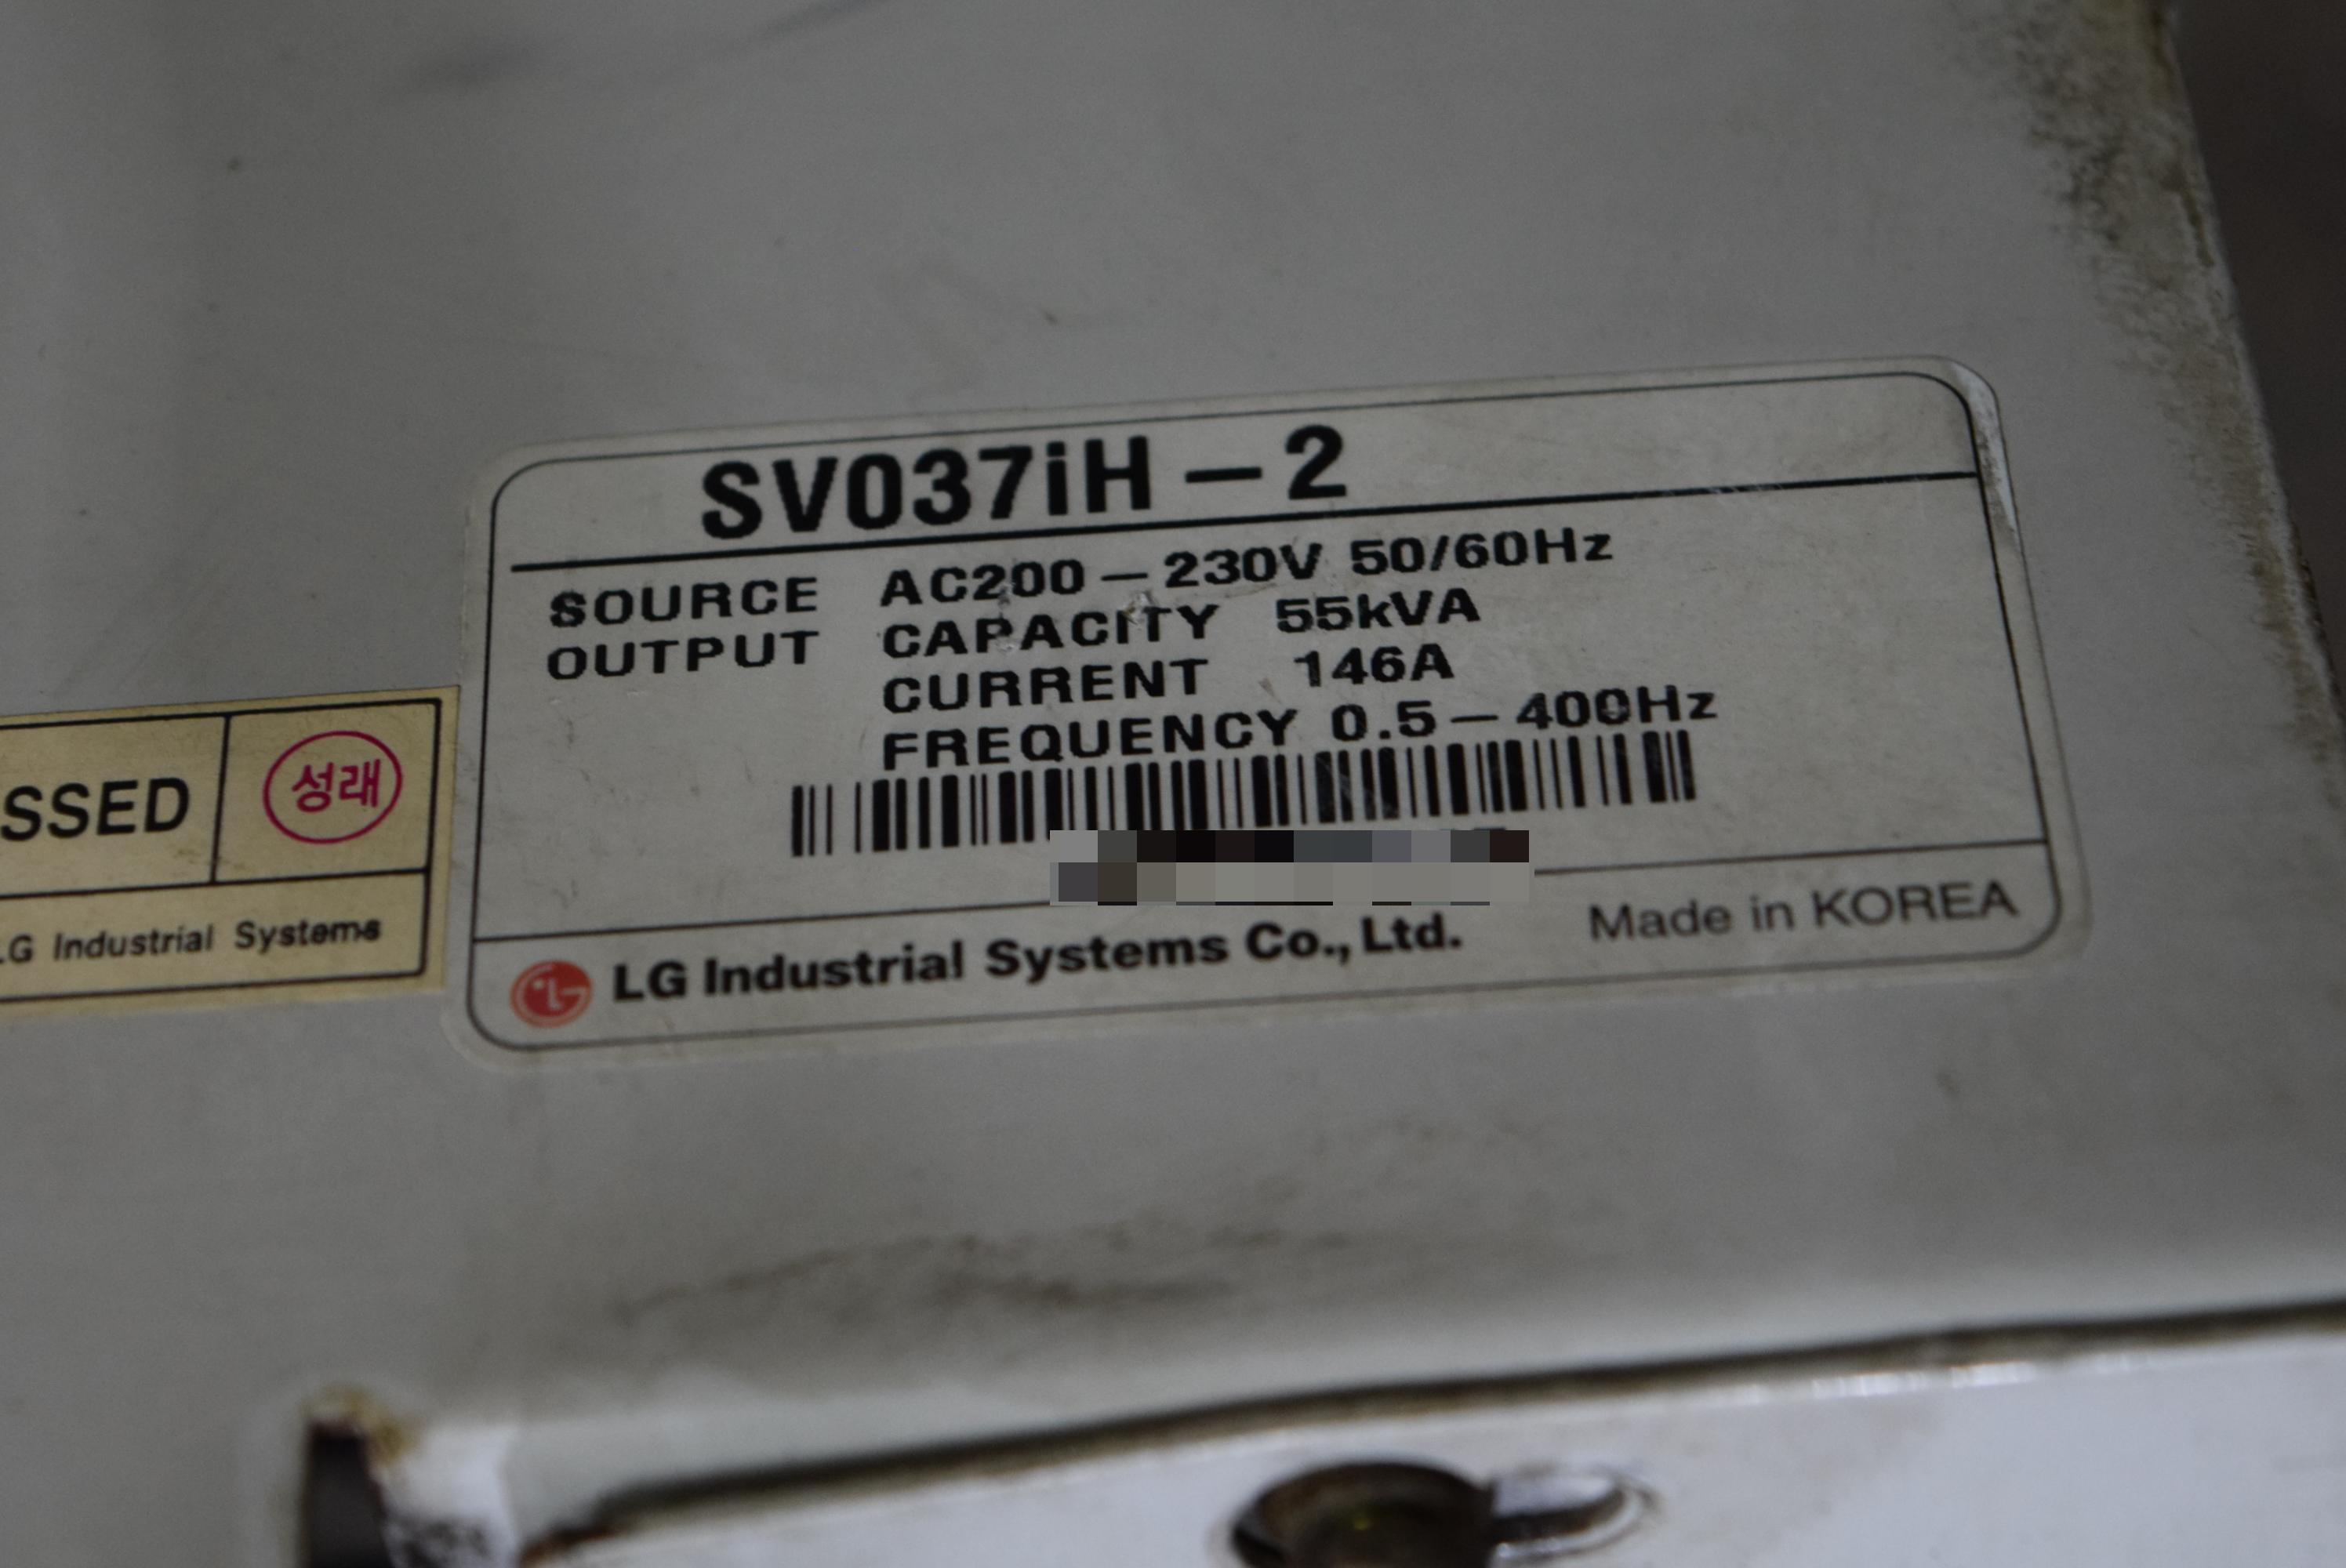 SV037iH-2
SOURCE AC200-230V 50/60Hz
OUTPUT CAPACITY 55kVA
CURRENT 146A
FREQUENCY 0.5-400Hz
LG Industrial Systems Co., Ltd. Made in KOREA
SSED
성래
LG Industrial Systems